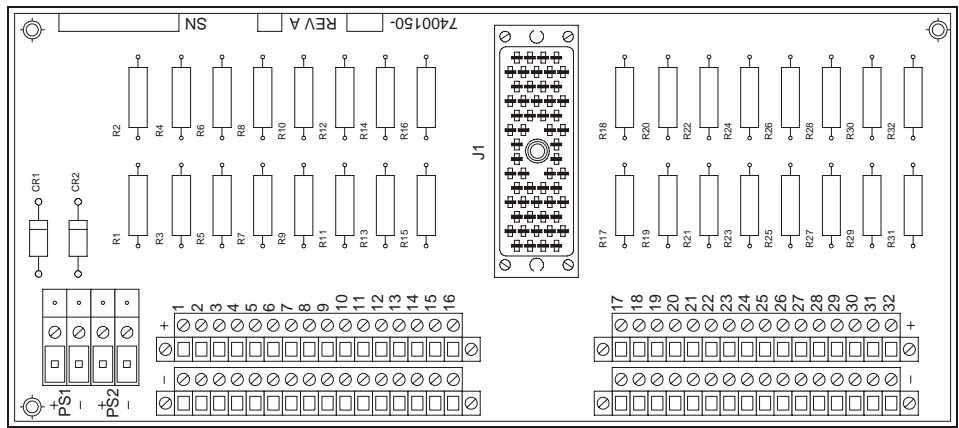 SN REV A 7400150-
R2 R4 R6 R8 R10 R12 R14 R16
R18 R20 R22 R24 R26 R28 R30 R32
J1
CR1 CR2
R1 R3 R5 R7 R9 R11 R13 R15
R17 R19 R21 R23 R25 R27 R29 R31
+ 1 2 3 4 5 6 7 8 9 10 11 12 13 14 15 16
17 18 19 20 21 22 23 24 25 26 27 28 29 30 31 32 +
− −
+ − + −
PS1 PS2